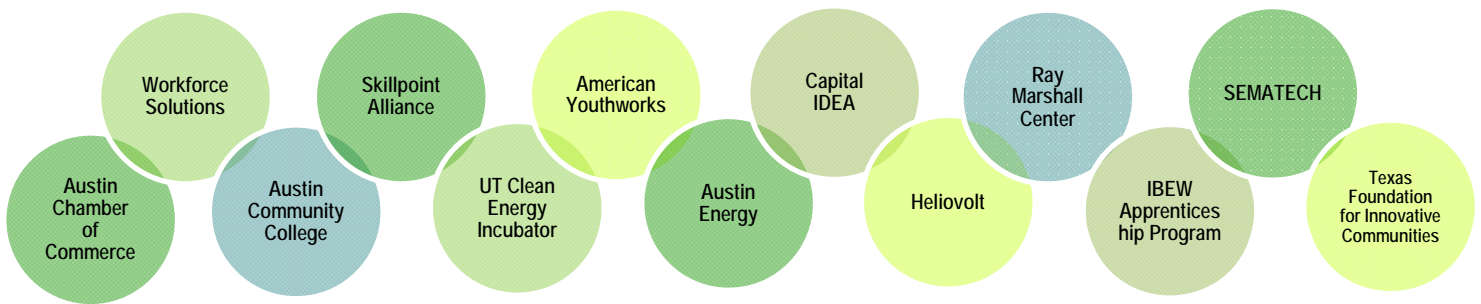 Austin
Chamber
of
Commerce
Workforce
Solutions
Austin
Community
College
Skillpoint
Alliance
UT Clean
Energy
Incubator
American
Youthworks
Austin
Energy
Capital
IDEA
Heliovolt
Ray
Marshall
Center
IBEW
Apprentices
hip Program
SEMATECH
Texas
Foundation
for Innovative
Communities